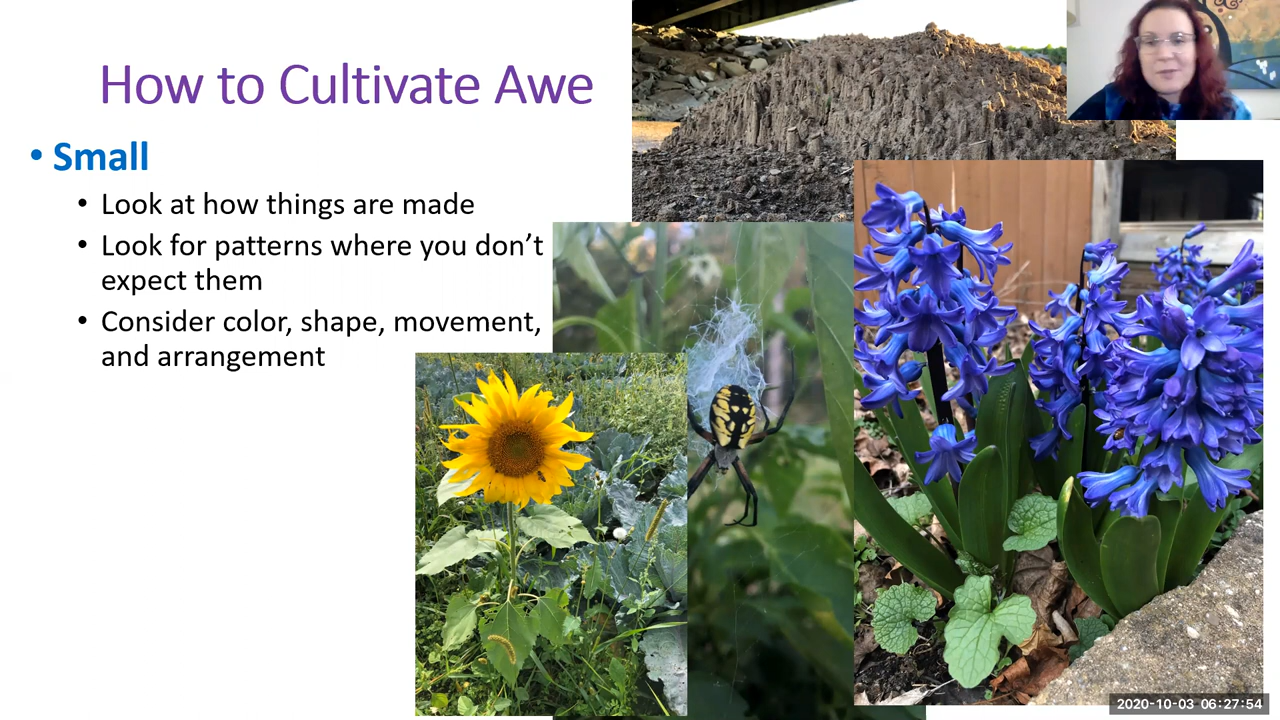 How to Cultivate Awe
• Small
• Look at how things are made
• Look for patterns where you don’t
expect them
• Consider color, shape, movement,
and arrangement
2020-10-03 06:27:54